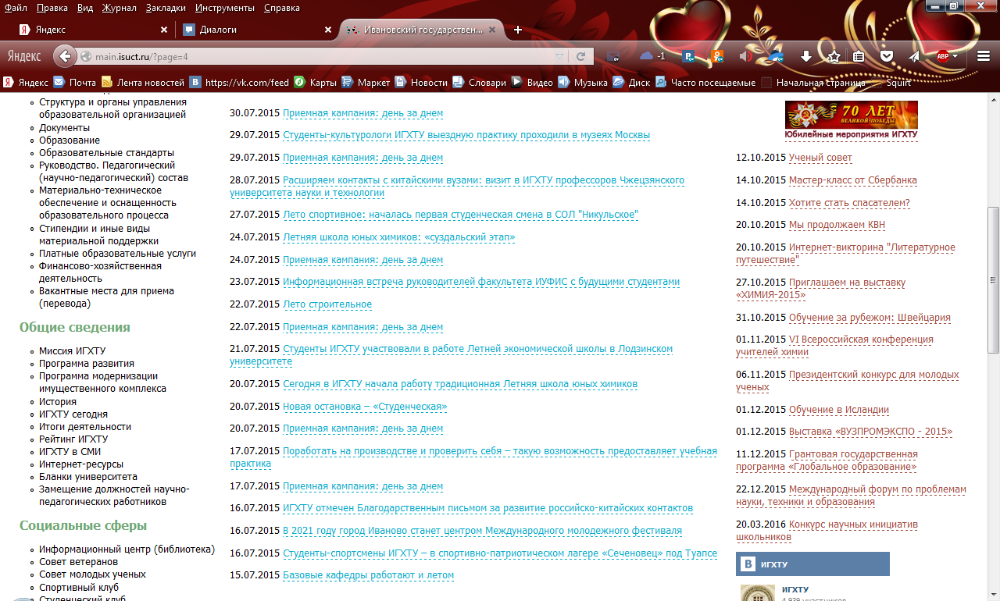 Файл Правка Вид Журнал Закладки Инструменты Справка
Яндекс
Диалоги
Ивановский государствен...
Яндекс
main.isuct.ru/?page=4
-1
ABP
Яндекс Почта Лента новостей https://vk.com/feed Карты Маркет Новости Словари Видео Музыка Диск Часто посещаемые Начальная страница Squirt
Структура и органы управления
образовательной организацией
Документы
Образование
Образовательные стандарты
Руководство. Педагогический
(научно-педагогический) состав
Материально-техническое
обеспечение и оснащенность
образовательного процесса
Стипендии и иные виды
материальной поддержки
Платные образовательные услуги
Финансово-хозяйственная
деятельность
Вакантные места для приема
(перевода)
Общие сведения
Миссия ИГХТУ
Программа развития
Программа модернизации
имущественного комплекса
История
ИГХТУ сегодня
Итоги деятельности
Рейтинг ИГХТУ
ИГХТУ в СМИ
Интернет-ресурсы
Бланки университета
Замещение должностей научно-
педагогических работников
Социальные сферы
Информационный центр (библиотека)
Совет ветеранов
Совет молодых ученых
Спортивный клуб
Студенческий клуб
30.07.2015 Приемная кампания: день за днем
29.07.2015 Студенты-культурологи ИГХТУ выездную практику проходили в музеях Москвы
29.07.2015 Приемная кампания: день за днем
28.07.2015 Расширяем контакты с китайскими вузами: визит в ИГХТУ профессоров Чжецзянского
университета науки и технологии
27.07.2015 Лето спортивное: началась первая студенческая смена в СОЛ "Никульское"
24.07.2015 Летняя школа юных химиков: «суздальский этап»
24.07.2015 Приемная кампания: день за днем
23.07.2015 Информационная встреча руководителей факультета ИУФИС с будущими студентами
22.07.2015 Лето строительное
22.07.2015 Приемная кампания: день за днем
21.07.2015 Студенты ИГХТУ участвовали в работе Летней экономической школы в Лодзинском
университете
20.07.2015 Сегодня в ИГХТУ начала работу традиционная Летняя школа юных химиков
20.07.2015 Новая остановка – «Студенческая»
20.07.2015 Приемная кампания: день за днем
17.07.2015 Поработать на производстве и проверить себя – такую возможность предоставляет учебная
практика
17.07.2015 Приемная кампания: день за днем
16.07.2015 ИГХТУ отмечен Благодарственным письмом за развитие российско-китайских контактов
16.07.2015 В 2021 году город Иваново станет центром Международного молодежного фестиваля
16.07.2015 Студенты-спортсмены ИГХТУ – в спортивно-патриотическом лагере «Сеченовец» под Туапсе
15.07.2015 Базовые кафедры работают и летом
70 ЛЕТ
ВЕЛИКОЙ ПОБЕДЫ
Юбилейные мероприятия ИГХТУ
12.10.2015 Ученый совет
14.10.2015 Мастер-класс от Сбербанка
14.10.2015 Хотите стать спасателем?
20.10.2015 Мы продолжаем КВН
20.10.2015 Интернет-викторина "Литературное
путешествие"
27.10.2015 Приглашаем на выставку
«ХИМИЯ-2015»
31.10.2015 Обучение за рубежом: Швейцария
01.11.2015 VI Всероссийская конференция
учителей химии
06.11.2015 Президентский конкурс для молодых
ученых
01.12.2015 Обучение в Исландии
01.12.2015 Выставка «ВУЗПРОМЭКСПО - 2015»
11.12.2015 Грантовая государственная
программа «Глобальное образование»
22.12.2015 Международный форум по проблемам
науки, техники и образования
20.03.2016 Конкурс научных инициатив
школьников
В ИГХТУ
ИГХТУ
4 939 участников